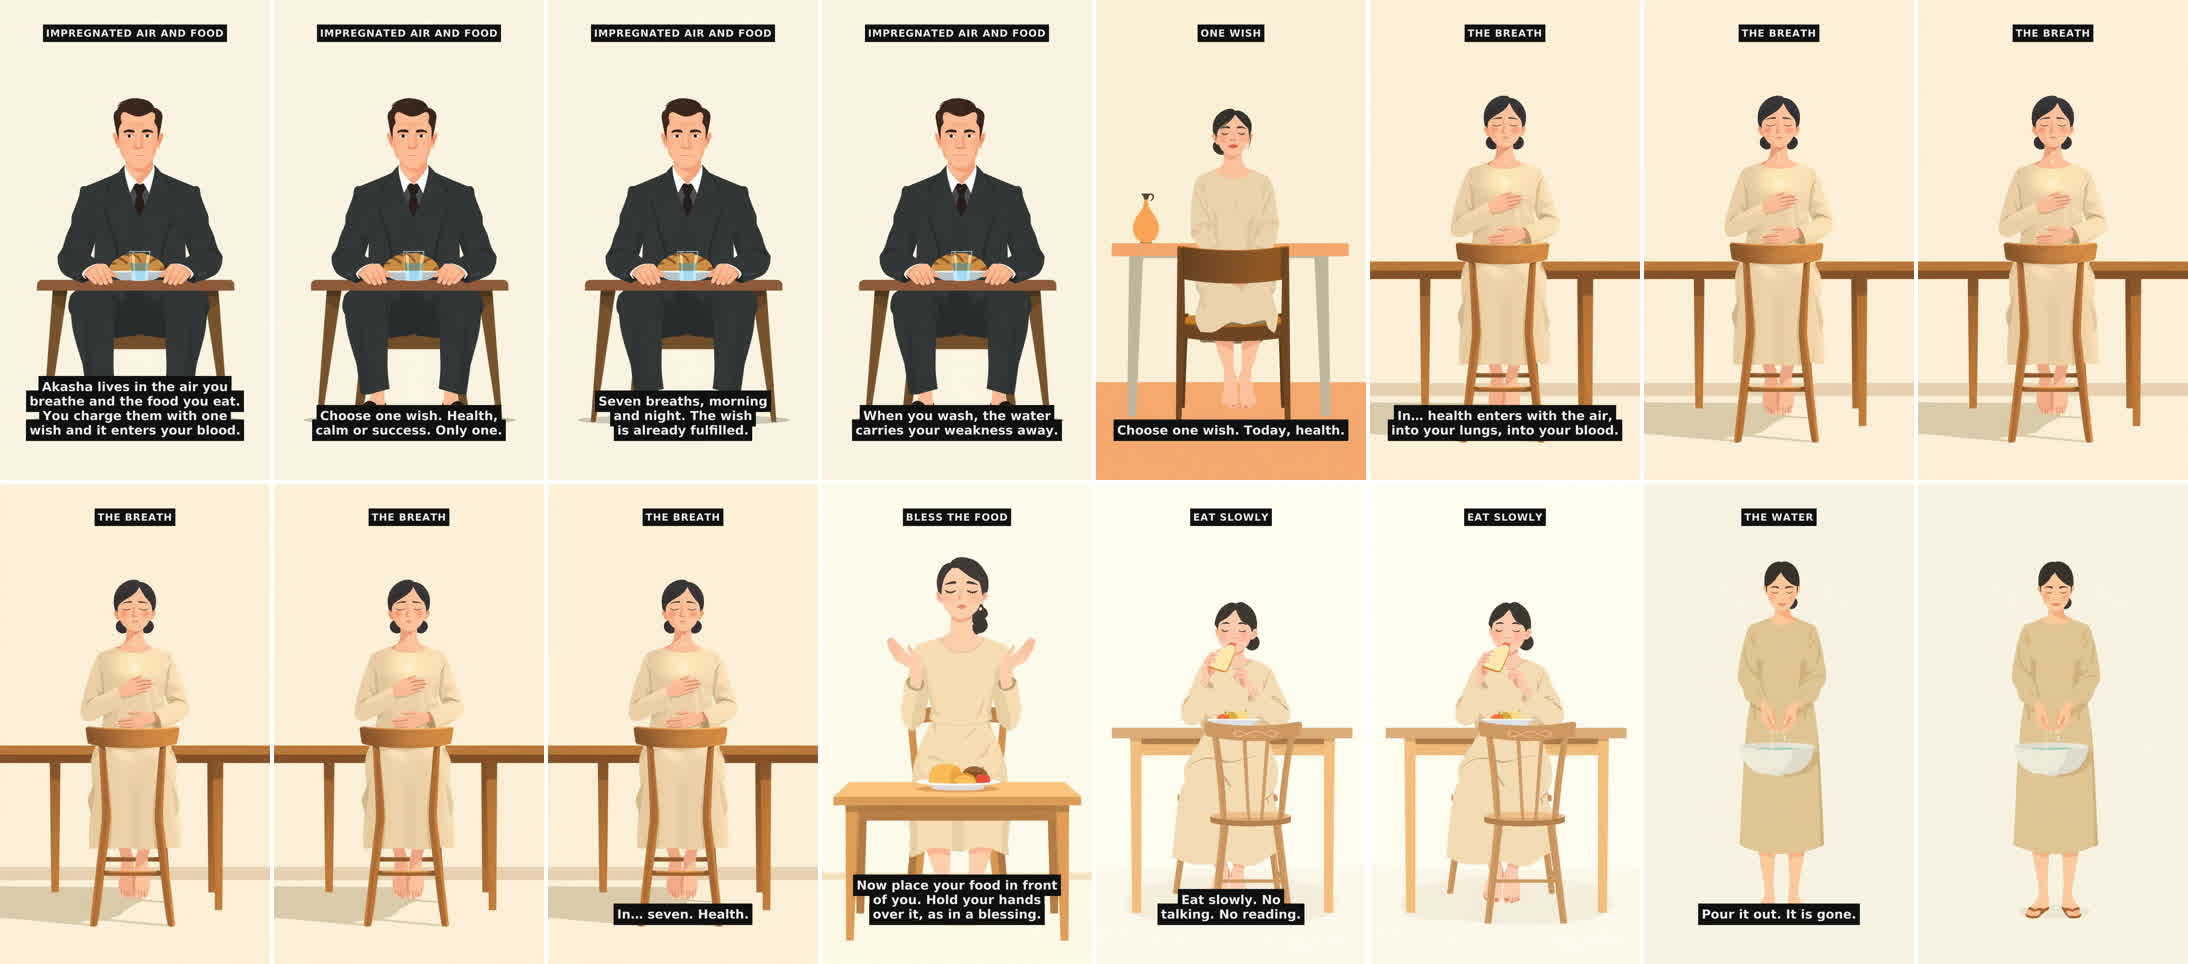 IMPREGNATED AIR AND FOOD
Akasha lives in the air you
breathe and the food you eat.
You charge them with one
wish and it enters your blood.
IMPREGNATED AIR AND FOOD
Choose one wish. Health,
calm or success. Only one.
IMPREGNATED AIR AND FOOD
Seven breaths, morning
and night. The wish
is already fulfilled.
IMPREGNATED AIR AND FOOD
When you wash, the water
carries your weakness away.
ONE WISH
Choose one wish. Today, health.
THE BREATH
In... health enters with the air,
into your lungs, into your blood.
THE BREATH
THE BREATH
THE BREATH
THE BREATH
THE BREATH
In... seven. Health.
BLESS THE FOOD
Now place your food in front
of you. Hold your hands
over it, as in a blessing.
EAT SLOWLY
Eat slowly. No
talking. No reading.
EAT SLOWLY
THE WATER
Pour it out. It is gone.